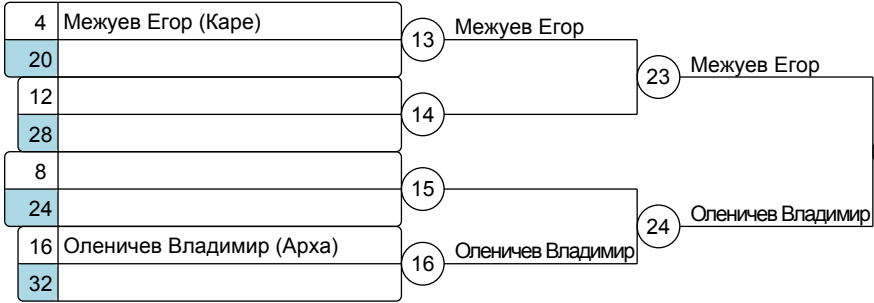 4 Межуев Егор (Каре)
20
12
28
8
24
16 Оленичев Владимир (Арха)
32
13 Межуев Егор
14
15
16 Оленичев Владимир
23 Межуев Егор
24 Оленичев Владимир